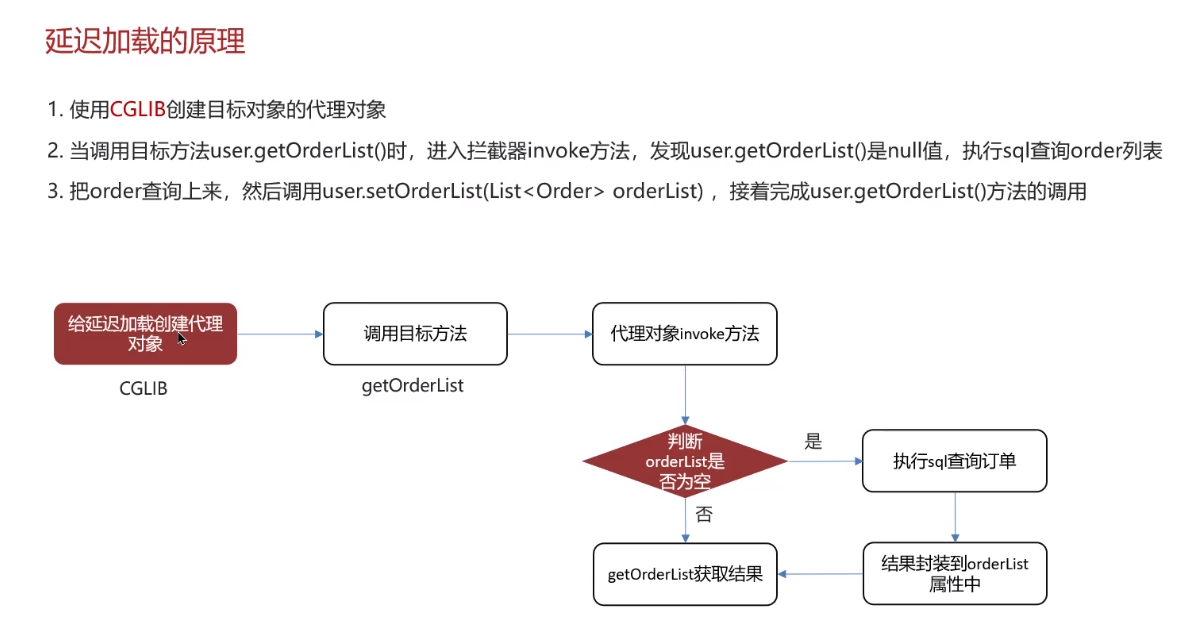 延迟加载的原理
1. 使用CGLIB创建目标对象的代理对象
2. 当调用目标方法user.getOrderList()时，进入拦截器invoke方法，发现user.getOrderList()是null值，执行sql查询order列表
3. 把order查询上来，然后调用user.setOrderList(List<Order> orderList) ，接着完成user.getOrderList()方法的调用
给延迟加载创建代理
对象
CGLIB
调用目标方法
getOrderList
代理对象invoke方法
判断
orderList是
否为空
是
执行sql查询订单
否
结果封装到orderList
属性中
getOrderList获取结果